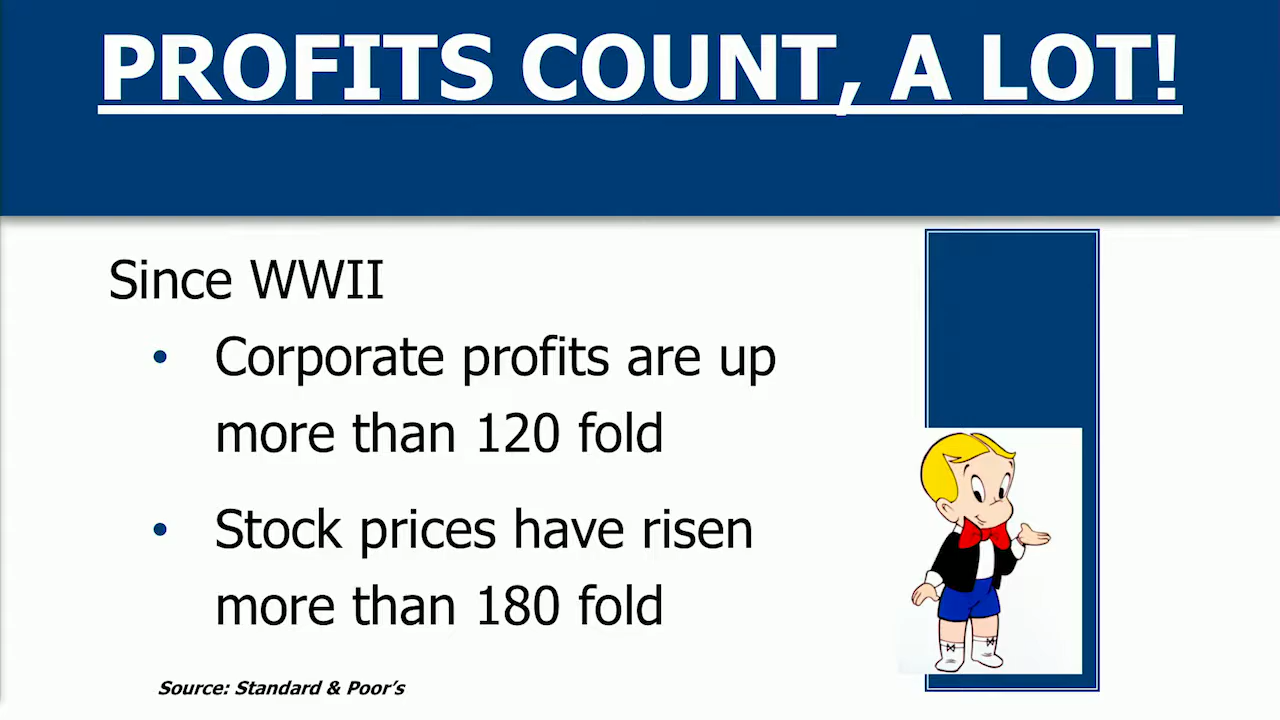 PROFITS COUNT, A LOT!
Since WWII
• Corporate profits are up
more than 120 fold
• Stock prices have risen
more than 180 fold
Source: Standard & Poor’s